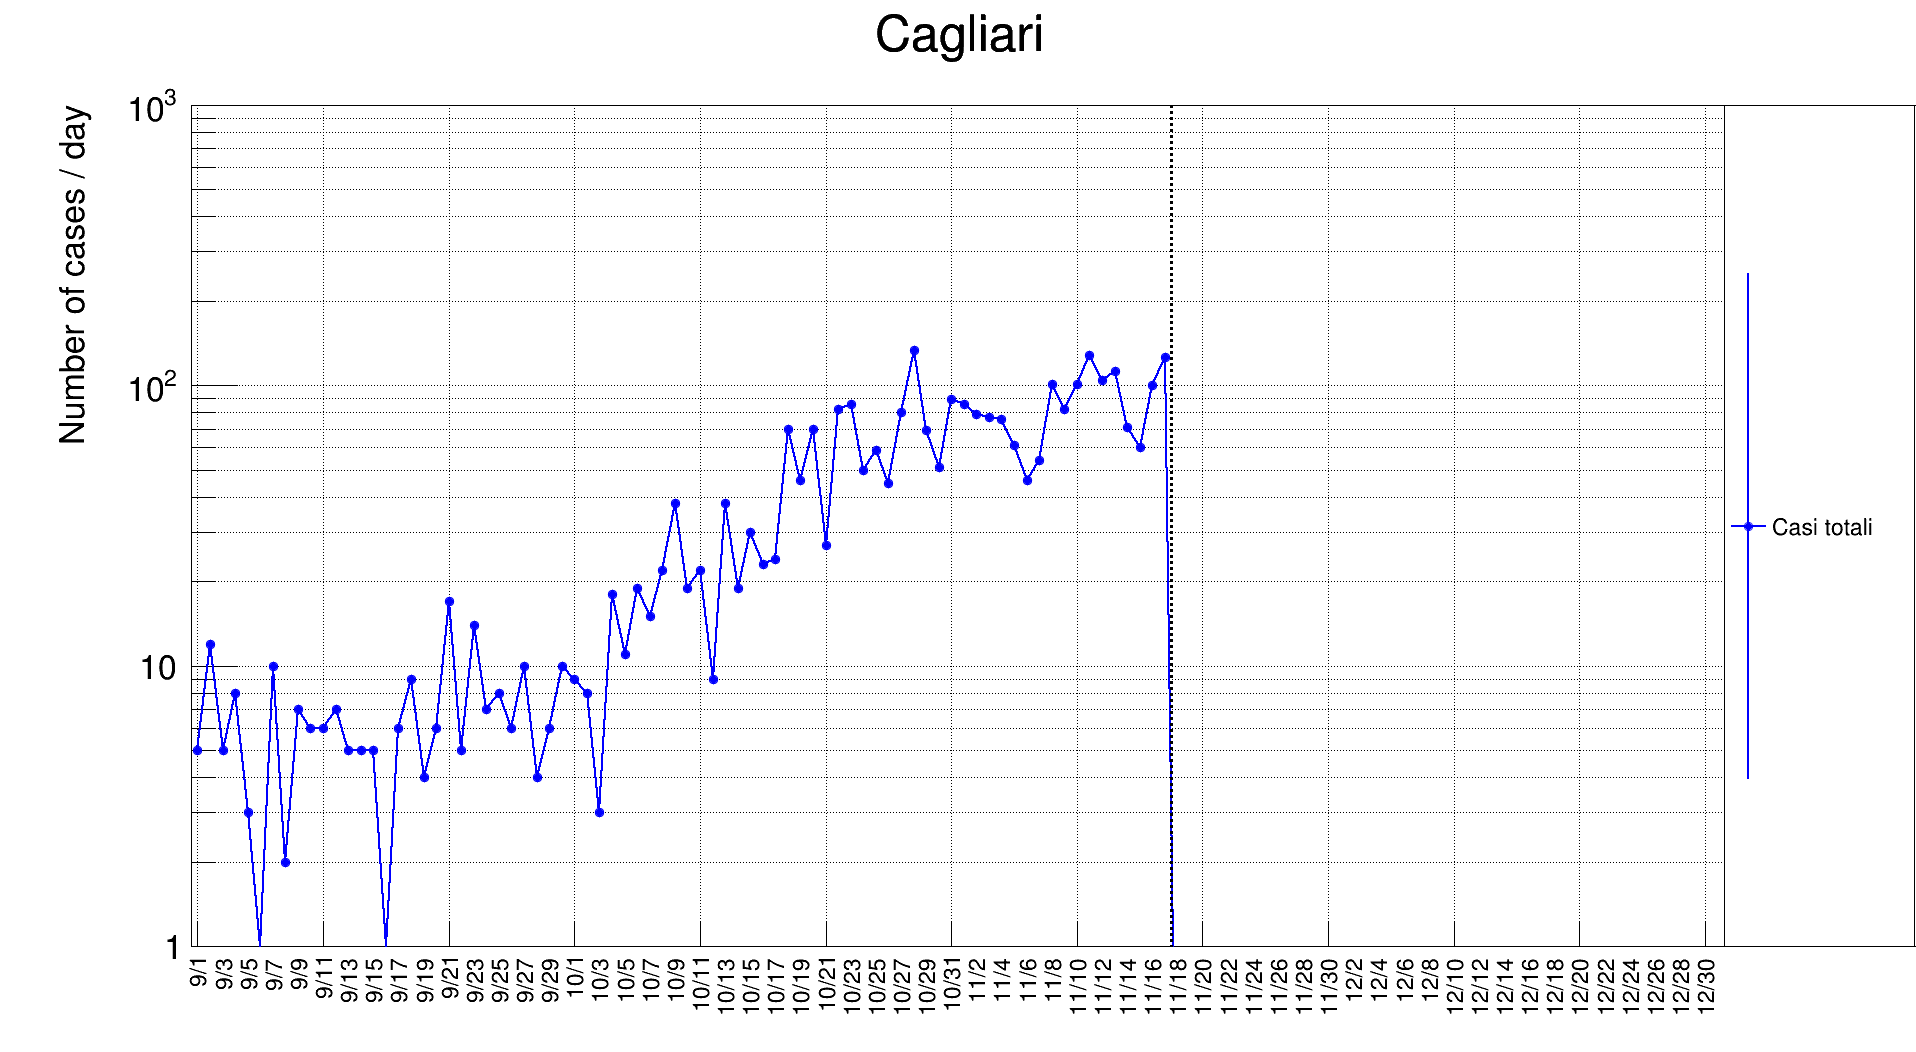 Cagliari
Number of cases / day
10³
10²
10
1
9/1 9/3 9/5 9/7 9/9 9/11 9/13 9/15 9/17 9/19 9/21 9/23 9/25 9/27 9/29 10/1 10/3 10/5 10/7 10/9 10/11 10/13 10/15 10/17 10/19 10/21 10/23 10/25 10/27 10/29 10/31 11/2 11/4 11/6 11/8 11/10 11/12 11/14 11/16 11/18 11/20 11/22 11/24 11/26 11/28 11/30 12/2 12/4 12/6 12/8 12/10 12/12 12/14 12/16 12/18 12/20 12/22 12/24 12/26 12/28 12/30
Casi totali